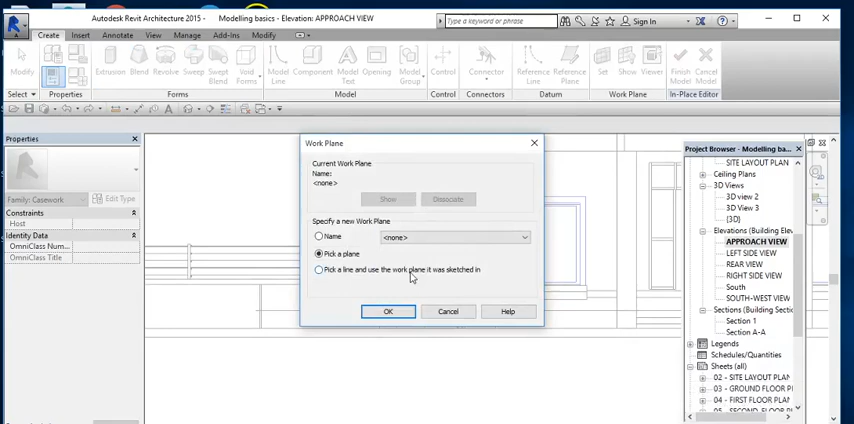 Autodesk Revit Architecture 2015 - Modelling basics - Elevation: APPROACH VIEW
Type a keyword or phrase
Sign In
Create Insert Annotate View Manage Add-Ins Modify
Modify Extrusion Blend Revolve Sweep Swept Blend Void Forms Model Line Component Model Text Opening Model Group Control Connector Reference Line Reference Plane Set Show Viewer Finish Model Cancel Model
Select Properties Forms Model Control Connectors Datum Work Plane In-Place Editor
Properties
Family: Casework
Edit Type
Constraints
Host
Identity Data
OmniClass Num...
OmniClass Title
Work Plane
Current Work Plane
Name:
<none>
Show Dissociate
Specify a new Work Plane
Name <none>
Pick a plane
Pick a line and use the work plane it was sketched in
OK Cancel Help
Project Browser - Modelling ba...
SITE LAYOUT PLAN
Ceiling Plans
3D Views
3D view 2
3D View 3
{3D}
Elevations (Building Ele
APPROACH VIEW
LEFT SIDE VIEW
REAR VIEW
RIGHT SIDE VIEW
South
SOUTH-WEST VIEW
Sections (Building Sectio
Section 1
Section A-A
Legends
Schedules/Quantities
Sheets (all)
02 - SITE LAYOUT PLAN
03 - GROUND FLOOR P
04 - FIRST FLOOR PLAN